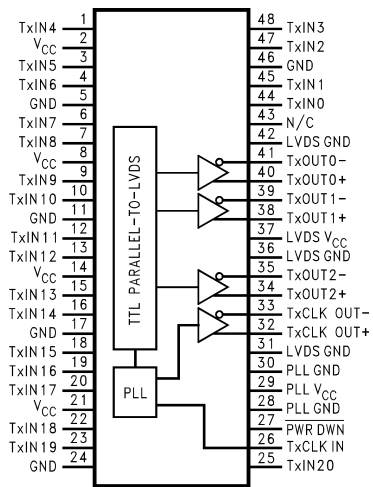 TxIN4 1 48 TxIN3
VCC 2 47 TxIN2
TxIN5 3 46 GND
TxIN6 4 45 TxIN1
GND 5 44 TxIN0
TxIN7 6 43 N/C
TxIN8 7 42 LVDS GND
VCC 8 41 TxOUT0−
TxIN9 9 40 TxOUT0+
TxIN10 10 39 TxOUT1−
GND 11 38 TxOUT1+
TxIN11 12 37 LVDS VCC
TxIN12 13 36 LVDS GND
VCC 14 35 TxOUT2−
TxIN13 15 34 TxOUT2+
TxIN14 16 33 TxCLK OUT−
GND 17 32 TxCLK OUT+
TxIN15 18 31 LVDS GND
TxIN16 19 30 PLL GND
TxIN17 20 29 PLL VCC
VCC 21 28 PLL GND
TxIN18 22 27 PWR DWN
TxIN19 23 26 TxCLK IN
GND 24 25 TxIN20
TTL PARALLEL-TO-LVDS
PLL